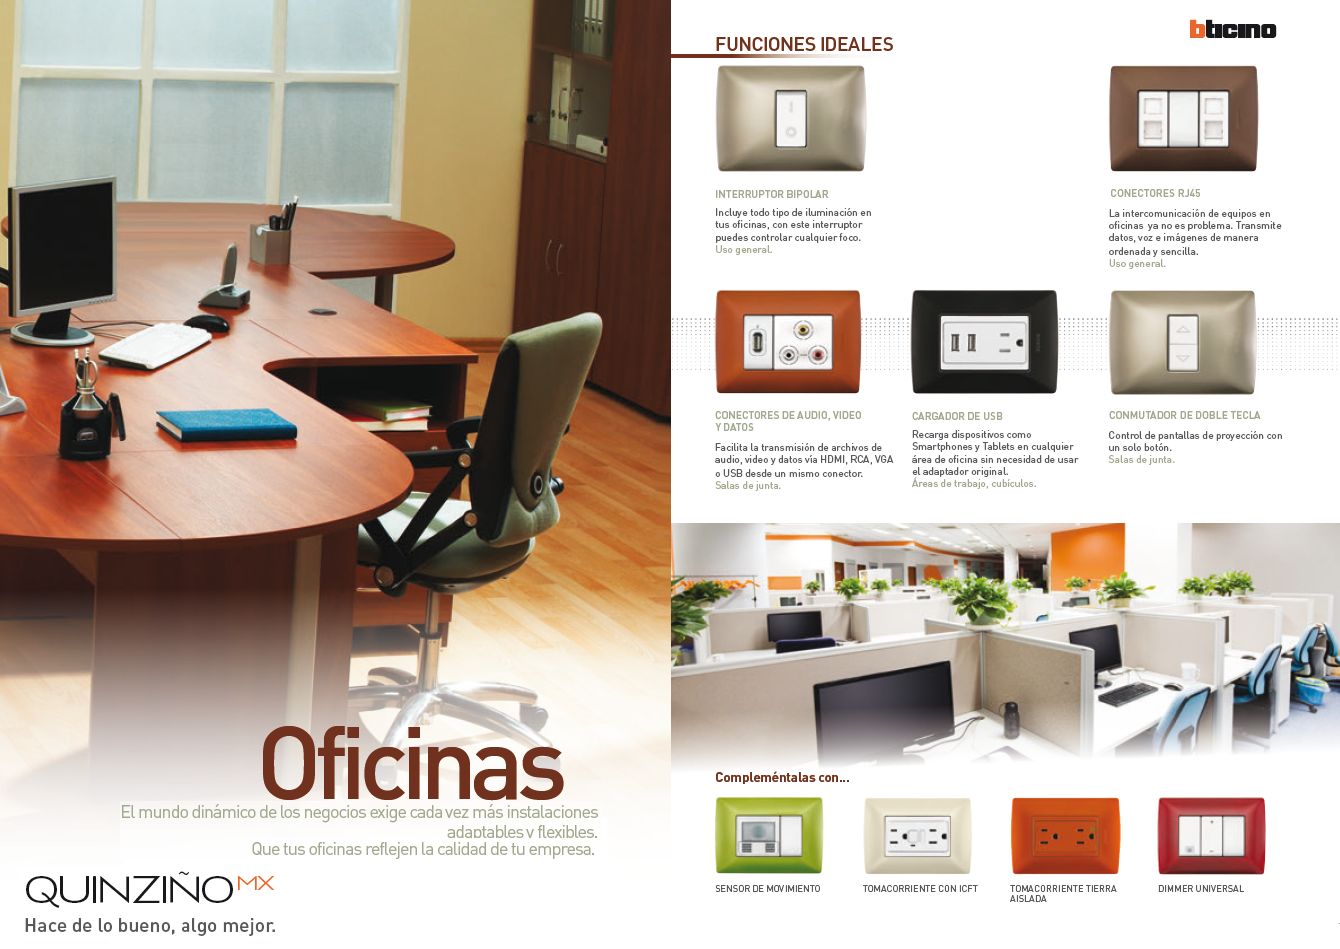 Oficinas
El mundo dinámico de los negocios exige cada vez más instalaciones
adaptables y flexibles.
Que tus oficinas reflejen la calidad de tu empresa.
QUINZIÑO MX
Hace de lo bueno, algo mejor.
bticino
FUNCIONES IDEALES
INTERRUPTOR BIPOLAR
Incluye todo tipo de iluminación en
tus oficinas, con este interruptor
puedes controlar cualquier foco.
Uso general.
CONECTORES RJ45
La intercomunicación de equipos en
oficinas ya no es problema. Transmite
datos, voz e imágenes de manera
ordenada y sencilla.
Uso general.
CONECTORES DE AUDIO, VIDEO
Y DATOS
Facilita la transmisión de archivos de
audio, video y datos vía HDMI, RCA, VGA
o USB desde un mismo conector.
Salas de junta.
CARGADOR DE USB
Recarga dispositivos como
Smartphones y Tablets en cualquier
área de oficina sin necesidad de usar
el adaptador original.
Áreas de trabajo, cubículos.
CONMUTADOR DE DOBLE TECLA
Control de pantallas de proyección con
un solo botón.
Salas de junta.
Compleméntalas con...
SENSOR DE MOVIMIENTO
TOMACORRIENTE CON ICFT
TOMACORRIENTE TIERRA
AISLADA
DIMMER UNIVERSAL